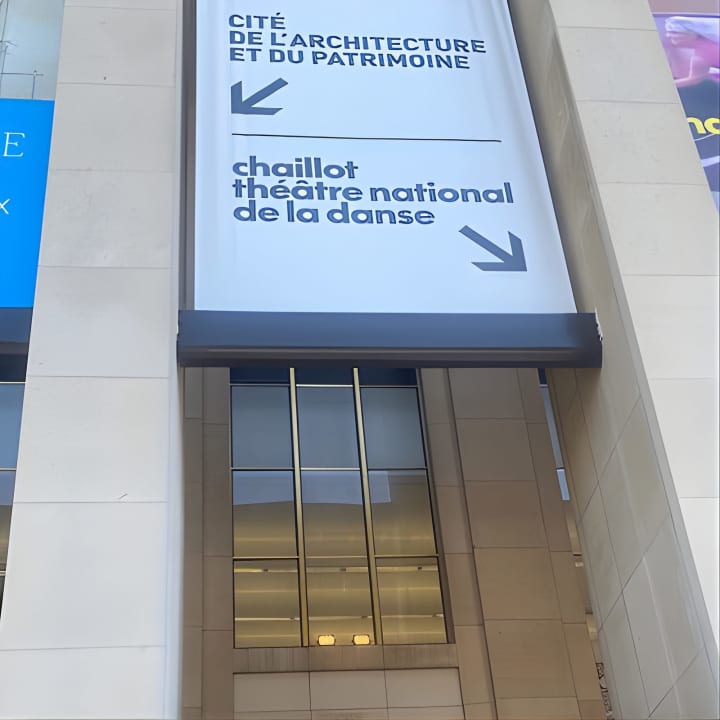 CITÉ
DE L'ARCHITECTURE
ET DU PATRIMOINE
chaillot
théâtre national
de la danse
E
X